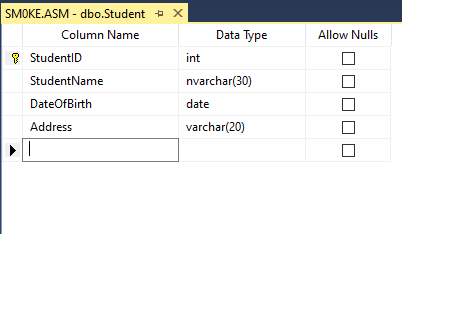 SM0KE.ASM - dbo.Student
Column Name Data Type Allow Nulls
StudentID int
StudentName nvarchar(30)
DateOfBirth date
Address varchar(20)